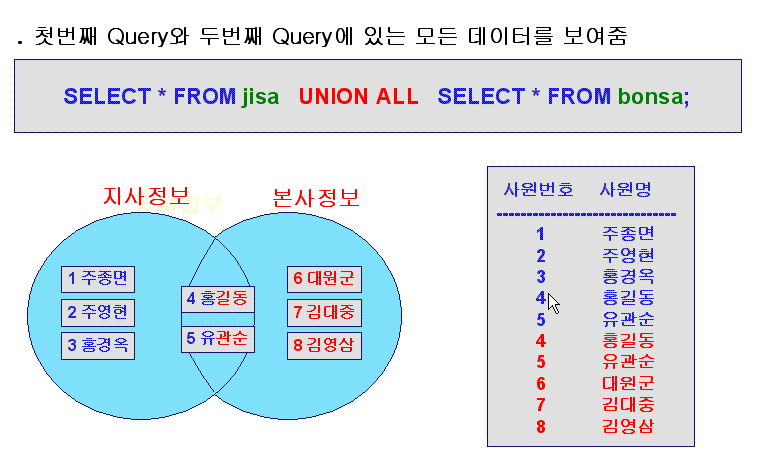 . 첫번째 Query와 두번째 Query에 있는 모든 데이터를 보여줌
SELECT * FROM jisa UNION ALL SELECT * FROM bonsa;
지사정보 본사정보
1 주종면
2 주영현
3 홍경옥
4 홍길동
5 유관순
6 대원군
7 김대중
8 김영삼
사원번호 사원명
------------------------------
1 주종면
2 주영현
3 홍경옥
4 홍길동
5 유관순
4 홍길동
5 유관순
6 대원군
7 김대중
8 김영삼